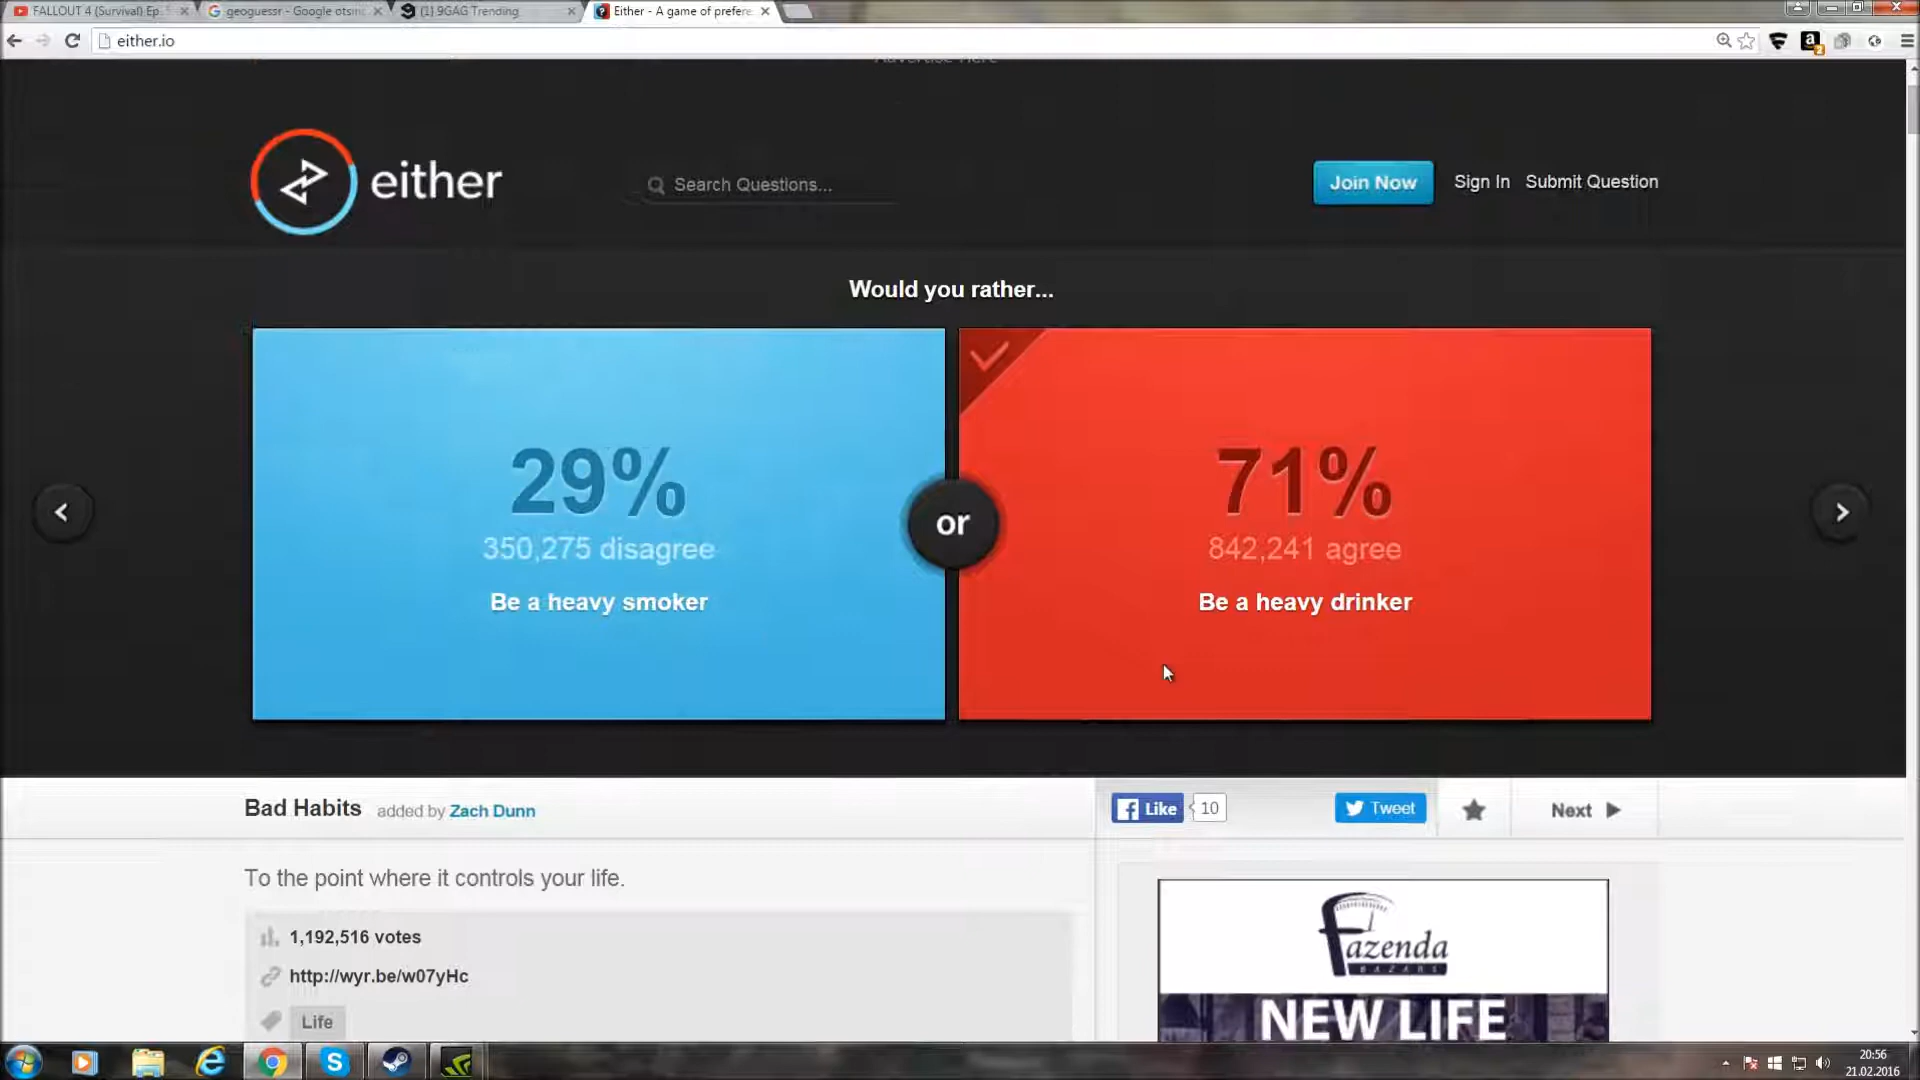 FALLOUT 4 (Survival) Ep.
geoguessr - Google otsin
(1) 9GAG Trending
Either - A game of prefere
either.io
Advertise Here
either
Search Questions...
Join Now
Sign In
Submit Question
Would you rather...
29%
350,275 disagree
Be a heavy smoker
or
71%
842,241 agree
Be a heavy drinker
Bad Habits
added by Zach Dunn
Like
10
Tweet
Next
To the point where it controls your life.
1,192,516 votes
http://wyr.be/w07yHc
Life
Fazenda
BAZAAR
NEW LIFE
20:56
21.02.2016